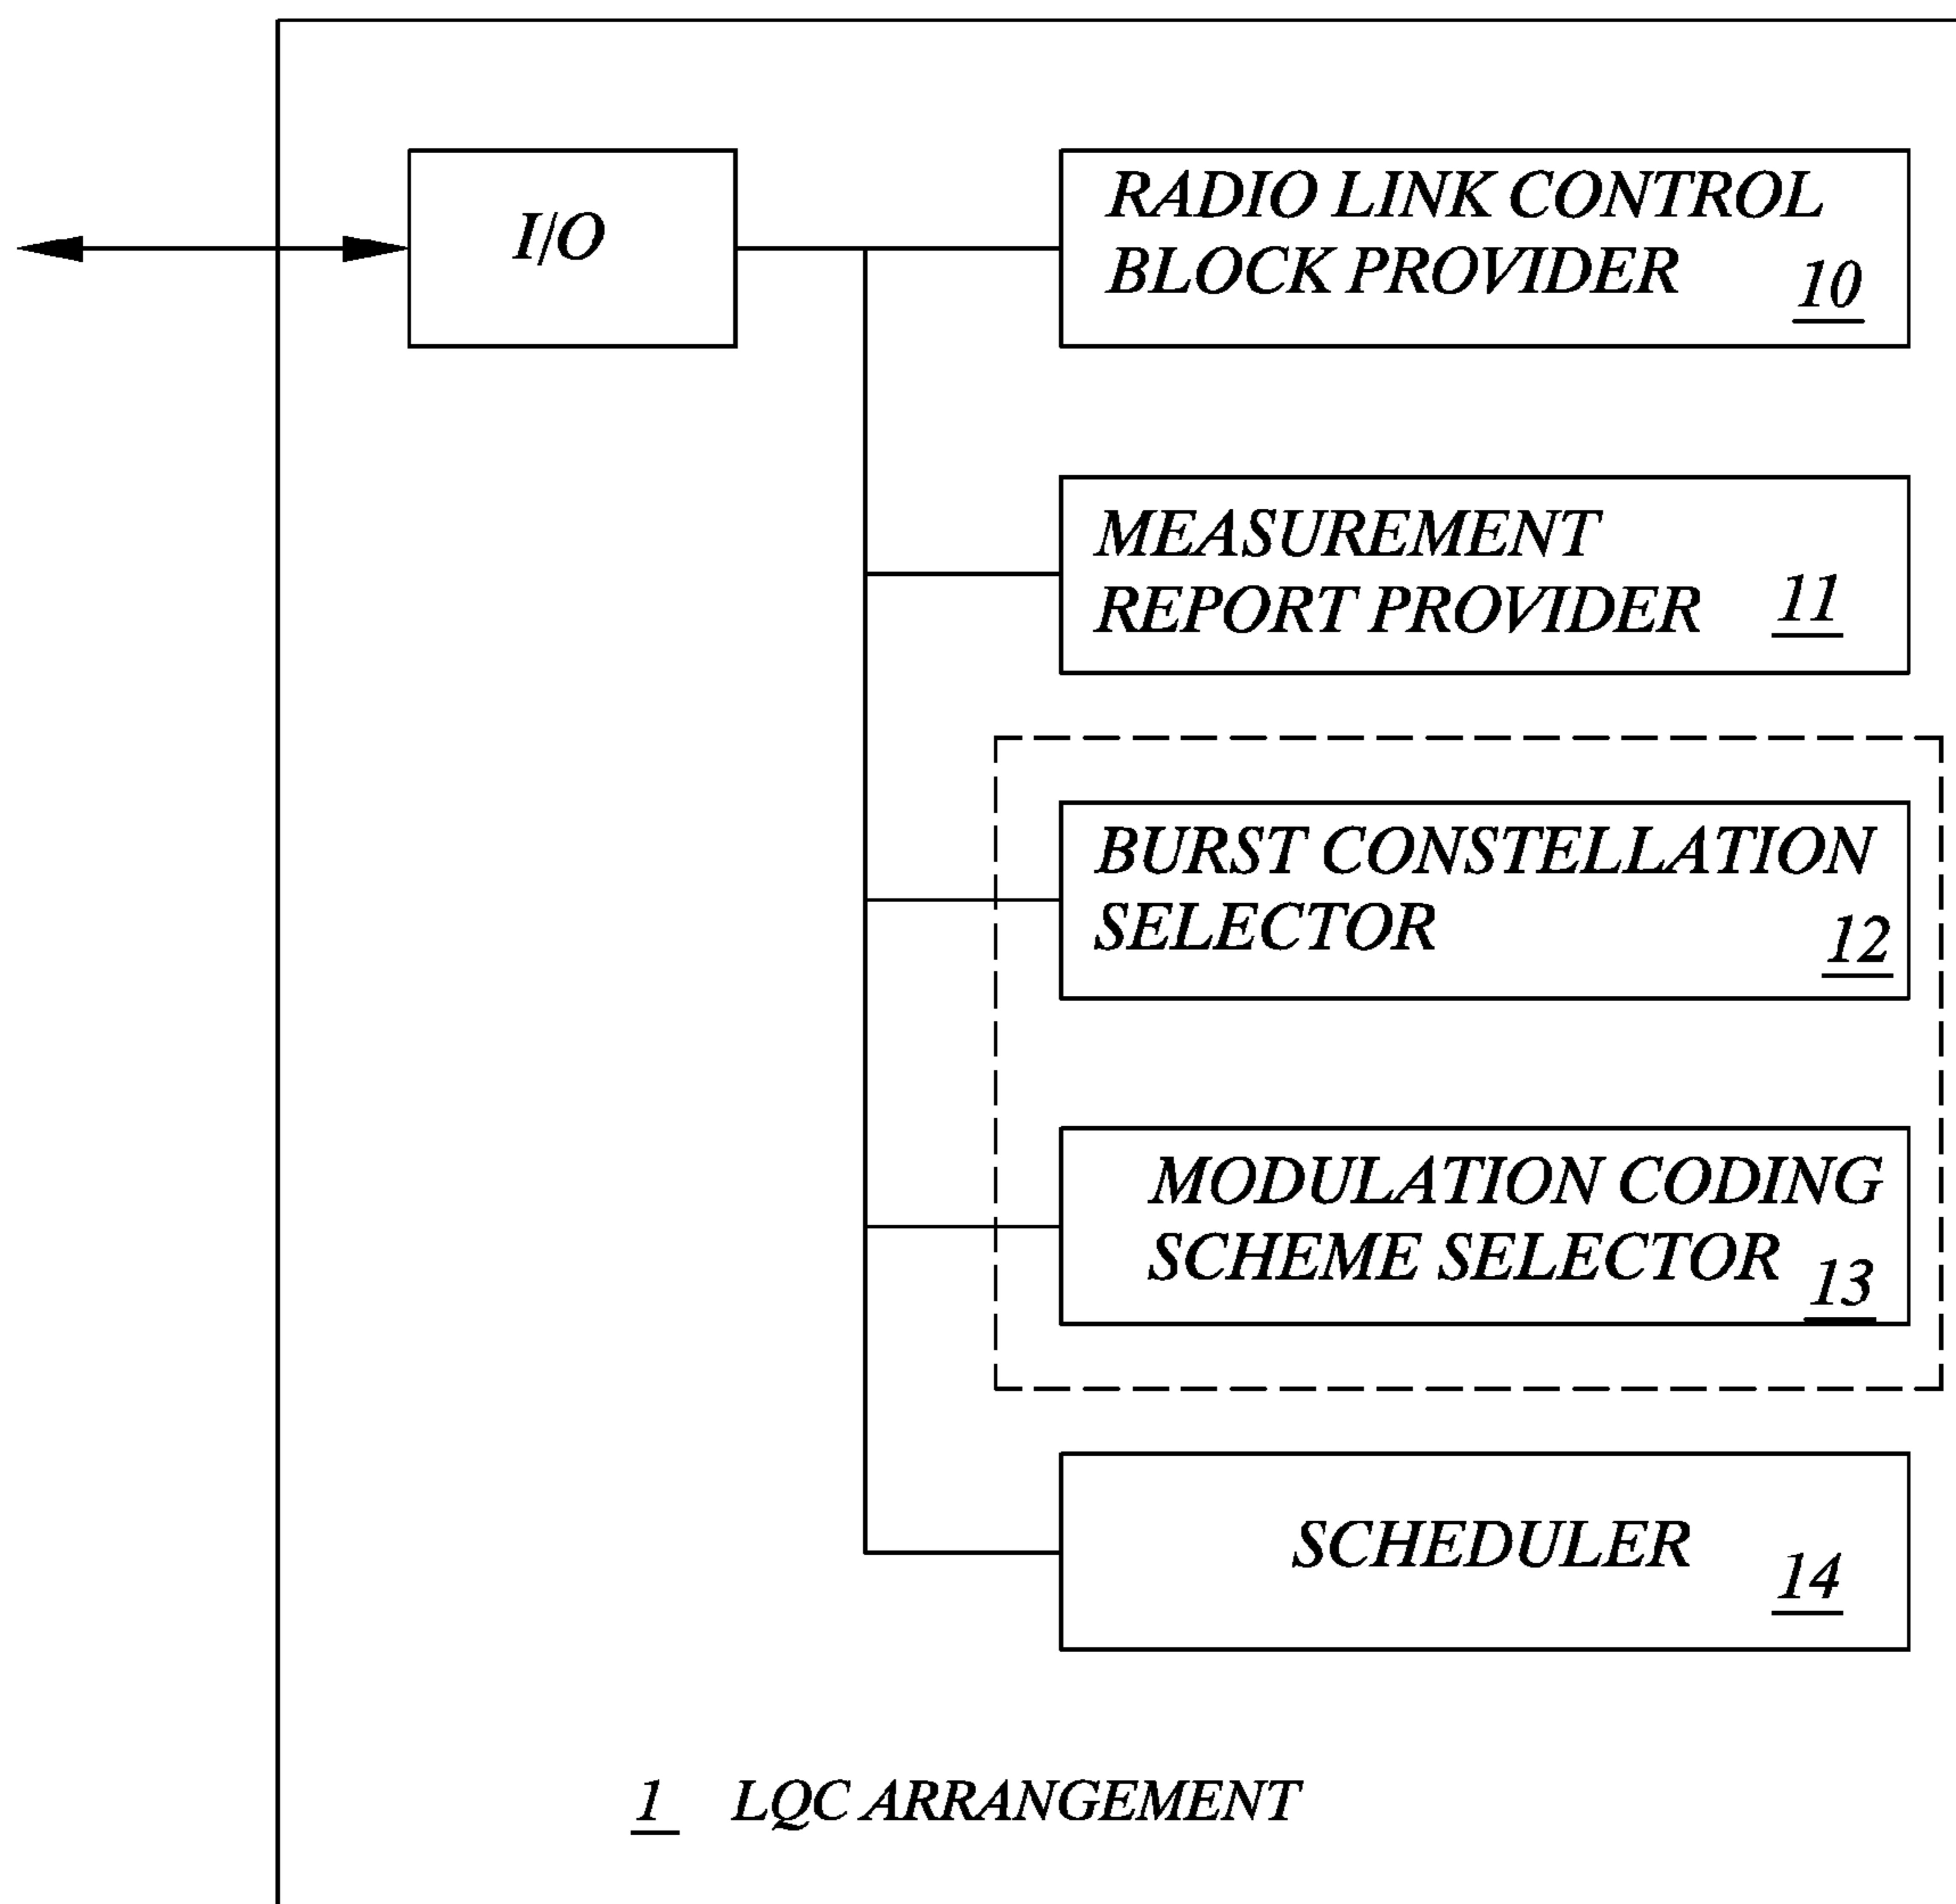 I/O
RADIO LINK CONTROL
BLOCK PROVIDER
10
MEASUREMENT
REPORT PROVIDER
11
BURST CONSTELLATION
SELECTOR
12
MODULATION CODING
SCHEME SELECTOR
13
SCHEDULER
14
1 LQC ARRANGEMENT